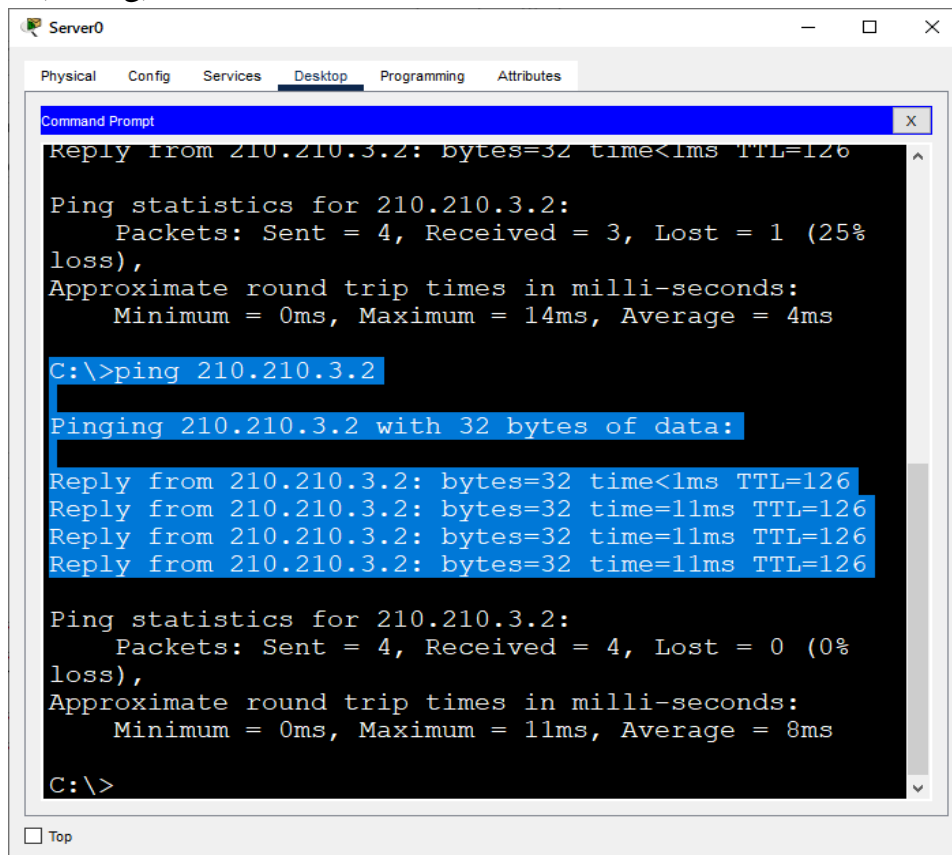 Server0
Physical Config Services Desktop Programming Attributes
Command Prompt X
Reply from 210.210.3.2: bytes=32 time<1ms TTL=126
Ping statistics for 210.210.3.2:
Packets: Sent = 4, Received = 3, Lost = 1 (25%
loss),
Approximate round trip times in milli-seconds:
Minimum = 0ms, Maximum = 14ms, Average = 4ms
C:\>ping 210.210.3.2
Pinging 210.210.3.2 with 32 bytes of data:
Reply from 210.210.3.2: bytes=32 time<1ms TTL=126
Reply from 210.210.3.2: bytes=32 time=11ms TTL=126
Reply from 210.210.3.2: bytes=32 time=11ms TTL=126
Reply from 210.210.3.2: bytes=32 time=11ms TTL=126
Ping statistics for 210.210.3.2:
Packets: Sent = 4, Received = 4, Lost = 0 (0%
loss),
Approximate round trip times in milli-seconds:
Minimum = 0ms, Maximum = 11ms, Average = 8ms
C:\>
Top